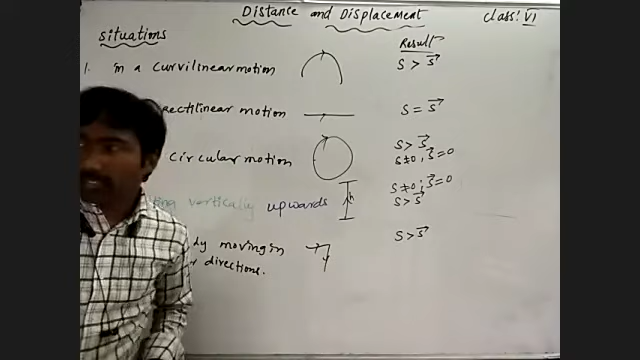 Distance and Displacement
Class: VI
Situations
Result
1. in a curvilinear motion
S > S⃗
rectilinear motion
S = S⃗
circular motion
S > S⃗
S ≠ 0, S⃗ = 0
vertically upwards
h
S ≠ 0, S⃗ = 0
S > S⃗
moving in
S > S⃗
directions.